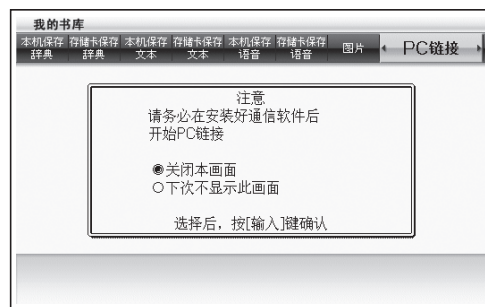 我的书库
本机保存 存储卡保存 本机保存 存储卡保存 本机保存 存储卡保存 图片 PC链接
辞典 辞典 文本 文本 语音 语音
注意
请务必在安装好通信软件后
开始PC链接
◉关闭本画面
○下次不显示此画面
选择后，按[输入]键确认